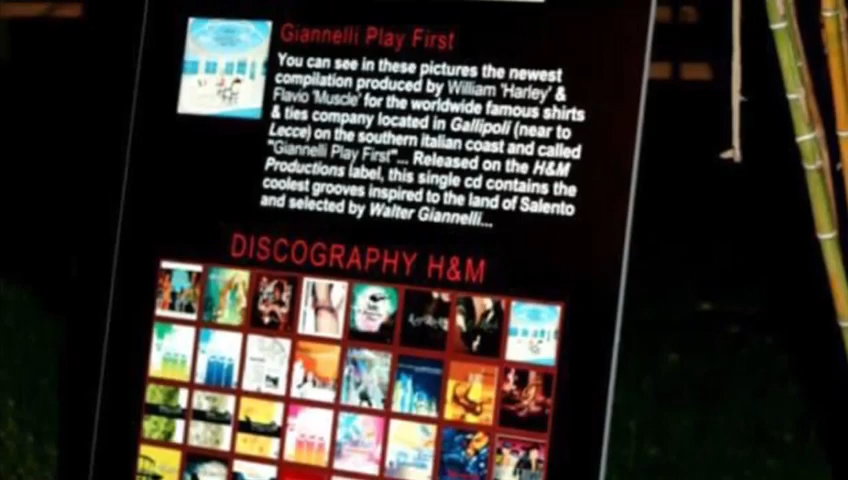 Giannelli Play First
You can see in these pictures the newest
compilation produced by William 'Harley' &
Flavio 'Muscle' for the worldwide famous shirts
& ties company located in Gallipoli (near to
Lecce) on the southern italian coast and called
"Giannelli Play First"... Released on the H&M
Productions label, this single cd contains the
coolest grooves inspired to the land of Salento
and selected by Walter Giannelli...
DISCOGRAPHY H&M